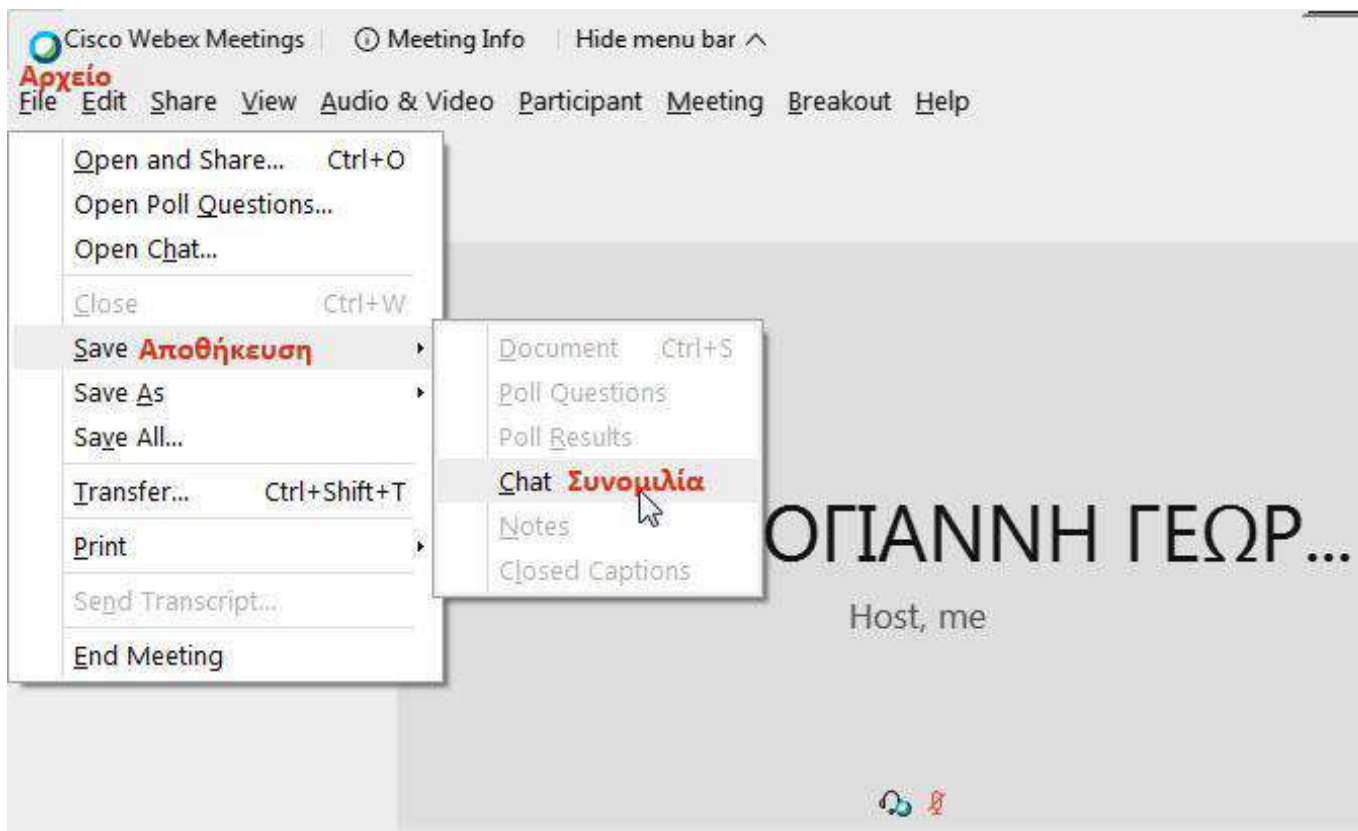 Cisco Webex Meetings Meeting Info Hide menu bar
Αρχείο
File Edit Share View Audio & Video Participant Meeting Breakout Help
Open and Share... Ctrl+O
Open Poll Questions...
Open Chat...
Close Ctrl+W
Save Αποθήκευση
Save As
Save All...
Transfer... Ctrl+Shift+T
Print
Send Transcript...
End Meeting
Document Ctrl+S
Poll Questions
Poll Results
Chat Συνομιλία
Notes
Closed Captions
ΟΓΙΑΝΝΗ ΓΕΩΡ...
Host, me